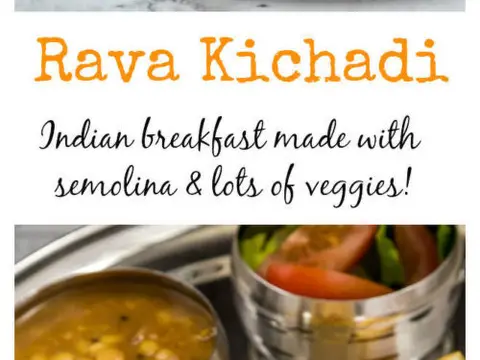 Rava Kichadi
Indian breakfast made with
semolina & lots of veggies!